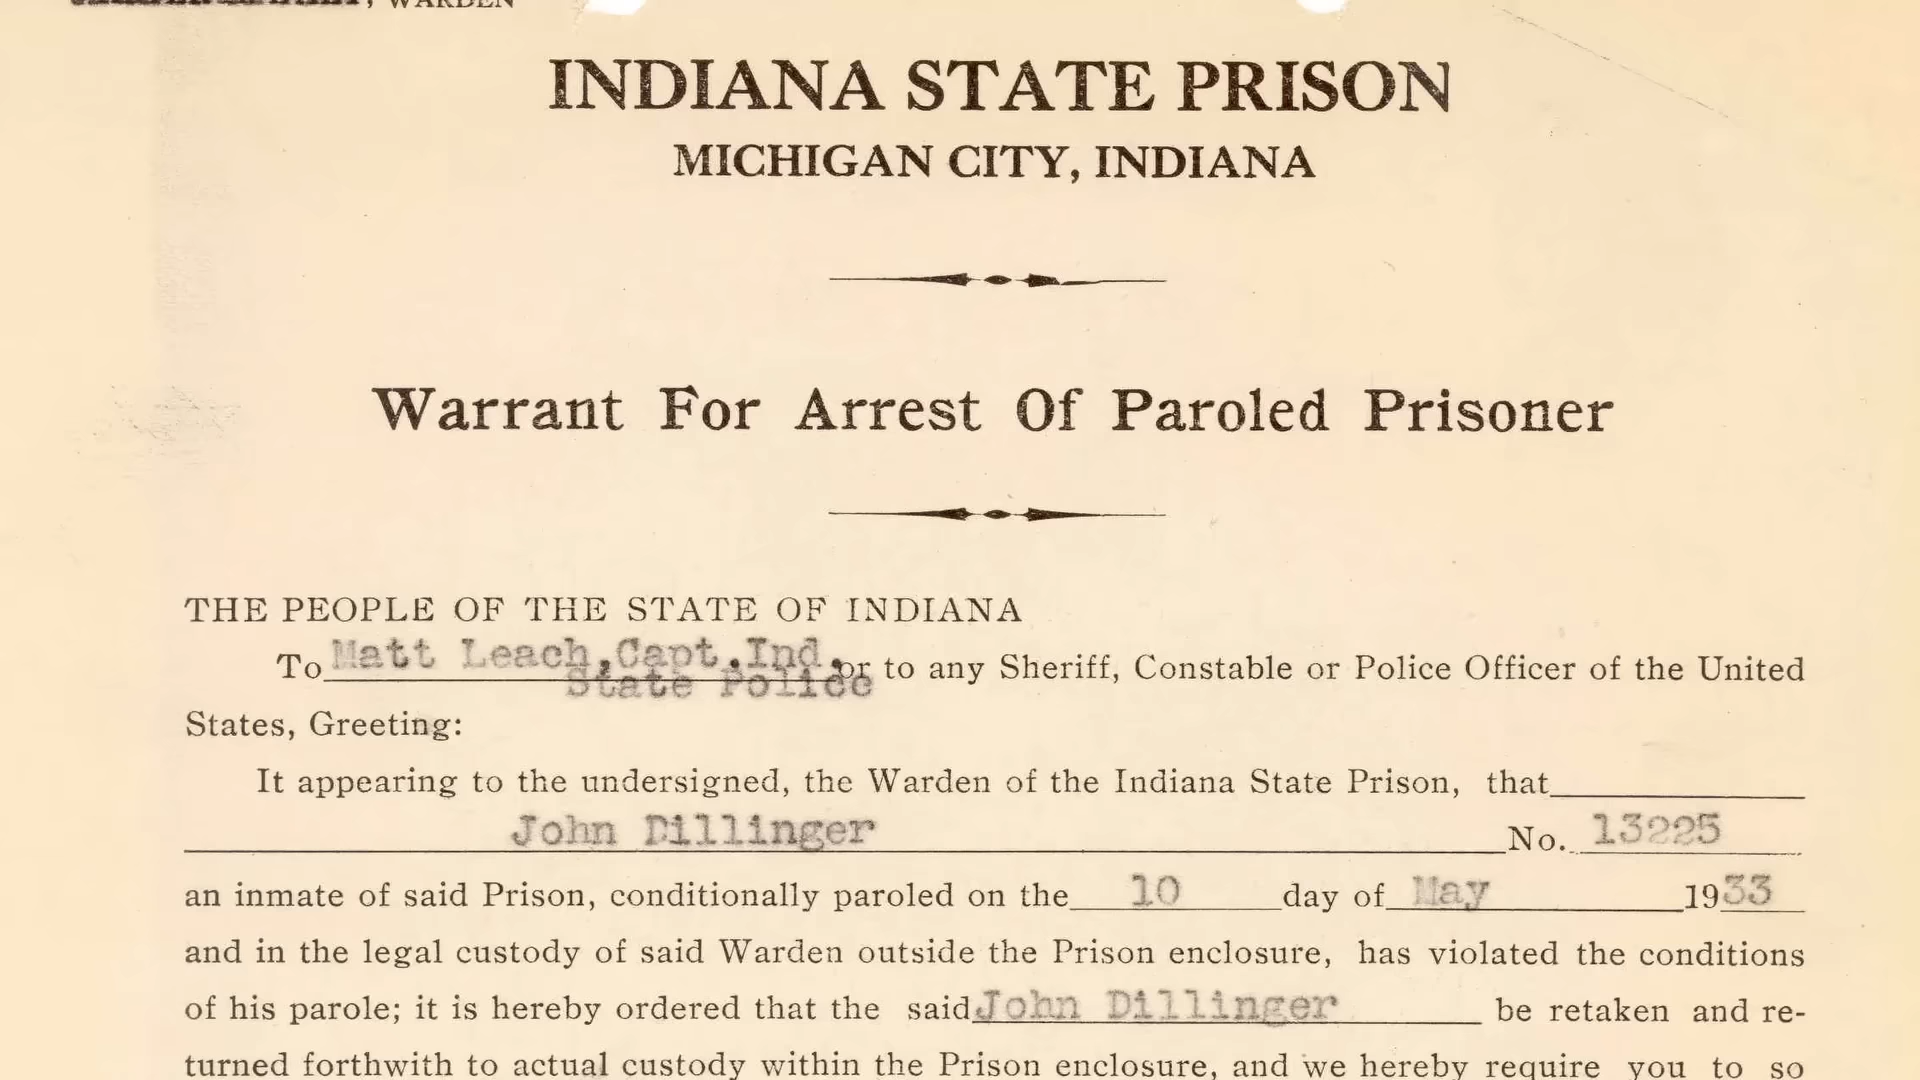 , WARDEN
INDIANA STATE PRISON
MICHIGAN CITY, INDIANA
Warrant For Arrest Of Paroled Prisoner
THE PEOPLE OF THE STATE OF INDIANA
To Matt Leach,Capt.Ind. or to any Sheriff, Constable or Police Officer of the United
State Police
States, Greeting:
It appearing to the undersigned, the Warden of the Indiana State Prison, that
John Dillinger No. 13225
an inmate of said Prison, conditionally paroled on the 10 day of May 1933
and in the legal custody of said Warden outside the Prison enclosure, has violated the conditions
of his parole; it is hereby ordered that the said John Dillinger be retaken and re-
turned forthwith to actual custody within the Prison enclosure, and we hereby require you to so